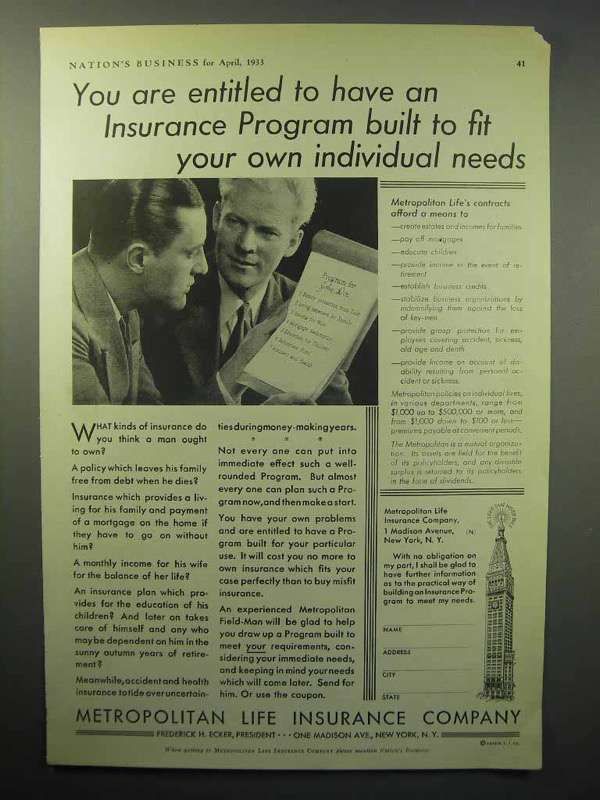 NATION'S BUSINESS for April, 1933
41
You are entitled to have an
Insurance Program built to fit
your own individual needs
Program for
Metropolitan Life's contracts
afford a means to
—create estates and incomes for families
—pay off mortgages
—educate children
—provide income in the event of re-
tirement
—establish business credits
—stabilize business organizations by
indemnifying them against the loss
of key-men
—provide group protection for em-
ployees covering accident, sickness,
old age and death
—provide income on account of dis-
ability resulting from personal ac-
cident or sickness.
Metropolitan policies on individual lives,
in various departments, range from
$1,000 up to $500,000 or more, and
from $1,000 down to $100 or less—
premiums payable at convenient periods.
The Metropolitan is a mutual organiza-
tion. Its assets are held for the benefit
of its policyholders, and any divisible
surplus is returned to its policyholders
in the form of dividends.
WHAT kinds of insurance do
you think a man ought
to own?
A policy which leaves his family
free from debt when he dies?
Insurance which provides a liv-
ing for his family and payment
of a mortgage on the home if
they have to go on without
him?
A monthly income for his wife
for the balance of her life?
An insurance plan which pro-
vides for the education of his
children? And later on takes
care of himself and any who
may be dependent on him in the
sunny autumn years of retire-
ment?
Meanwhile, accident and health
insurance to tide over uncertain-
ties during money-making years.
* * *
Not every one can put into
immediate effect such a well-
rounded Program. But almost
every one can plan such a Pro-
gram now, and then make a start.
You have your own problems
and are entitled to have a Pro-
gram built for your particular
use. It will cost you no more to
own insurance which fits your
case perfectly than to buy misfit
insurance.
An experienced Metropolitan
Field-Man will be glad to help
you draw up a Program built to
meet your requirements, con-
sidering your immediate needs,
and keeping in mind your needs
which will come later. Send for
him. Or use the coupon.
Metropolitan Life
Insurance Company,
1 Madison Avenue, (N)
New York, N. Y.
With no obligation on
my part, I shall be glad to
have further information
as to the practical way of
building an Insurance Pro-
gram to meet my needs.
NAME
ADDRESS
CITY
STATE
METROPOLITAN LIFE INSURANCE COMPANY
FREDERICK H. ECKER, PRESIDENT · · · ONE MADISON AVE., NEW YORK, N. Y.
When writing to METROPOLITAN LIFE INSURANCE COMPANY please mention Nation's Business